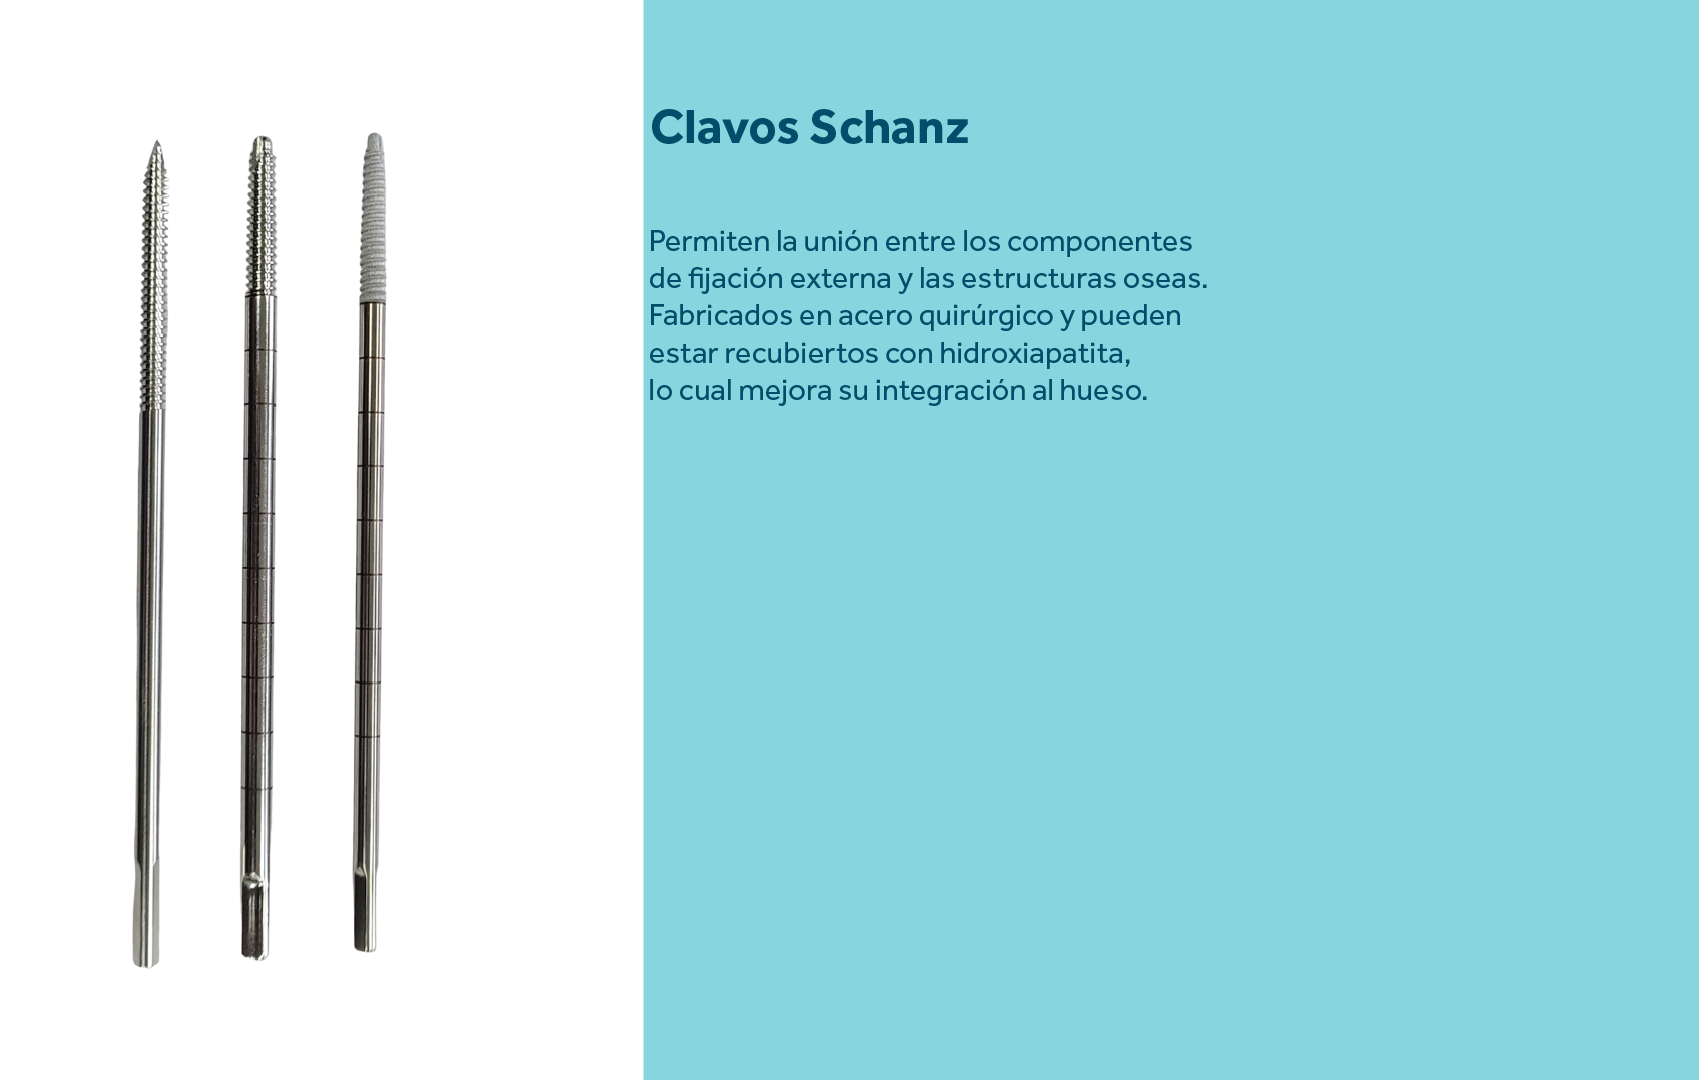 Clavos Schanz
Permiten la unión entre los componentes
de fijación externa y las estructuras oseas.
Fabricados en acero quirúrgico y pueden
estar recubiertos con hidroxiapatita,
lo cual mejora su integración al hueso.